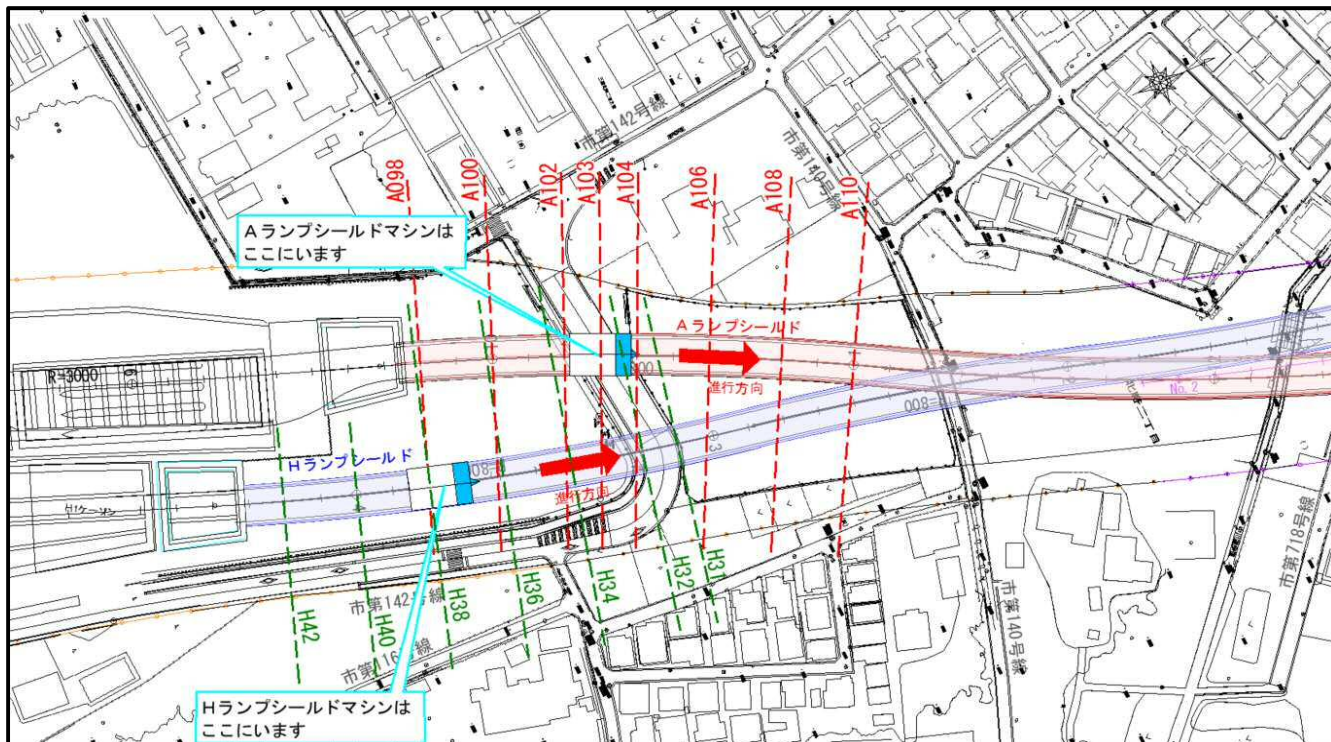 市第142号線
市第140号線
A098
A100
A102
A103
A104
A106
A108
A110
Aランプシールドマシンは
ここにいます
Aランプシールド
進行方向
R=3000
No.2
Hランプシールド
進行方向
H42
H40
H38
H36
H34
H32
H31
市第142号線
市第116号線
市第140号線
市第718号線
Hランプシールドマシンは
ここにいます